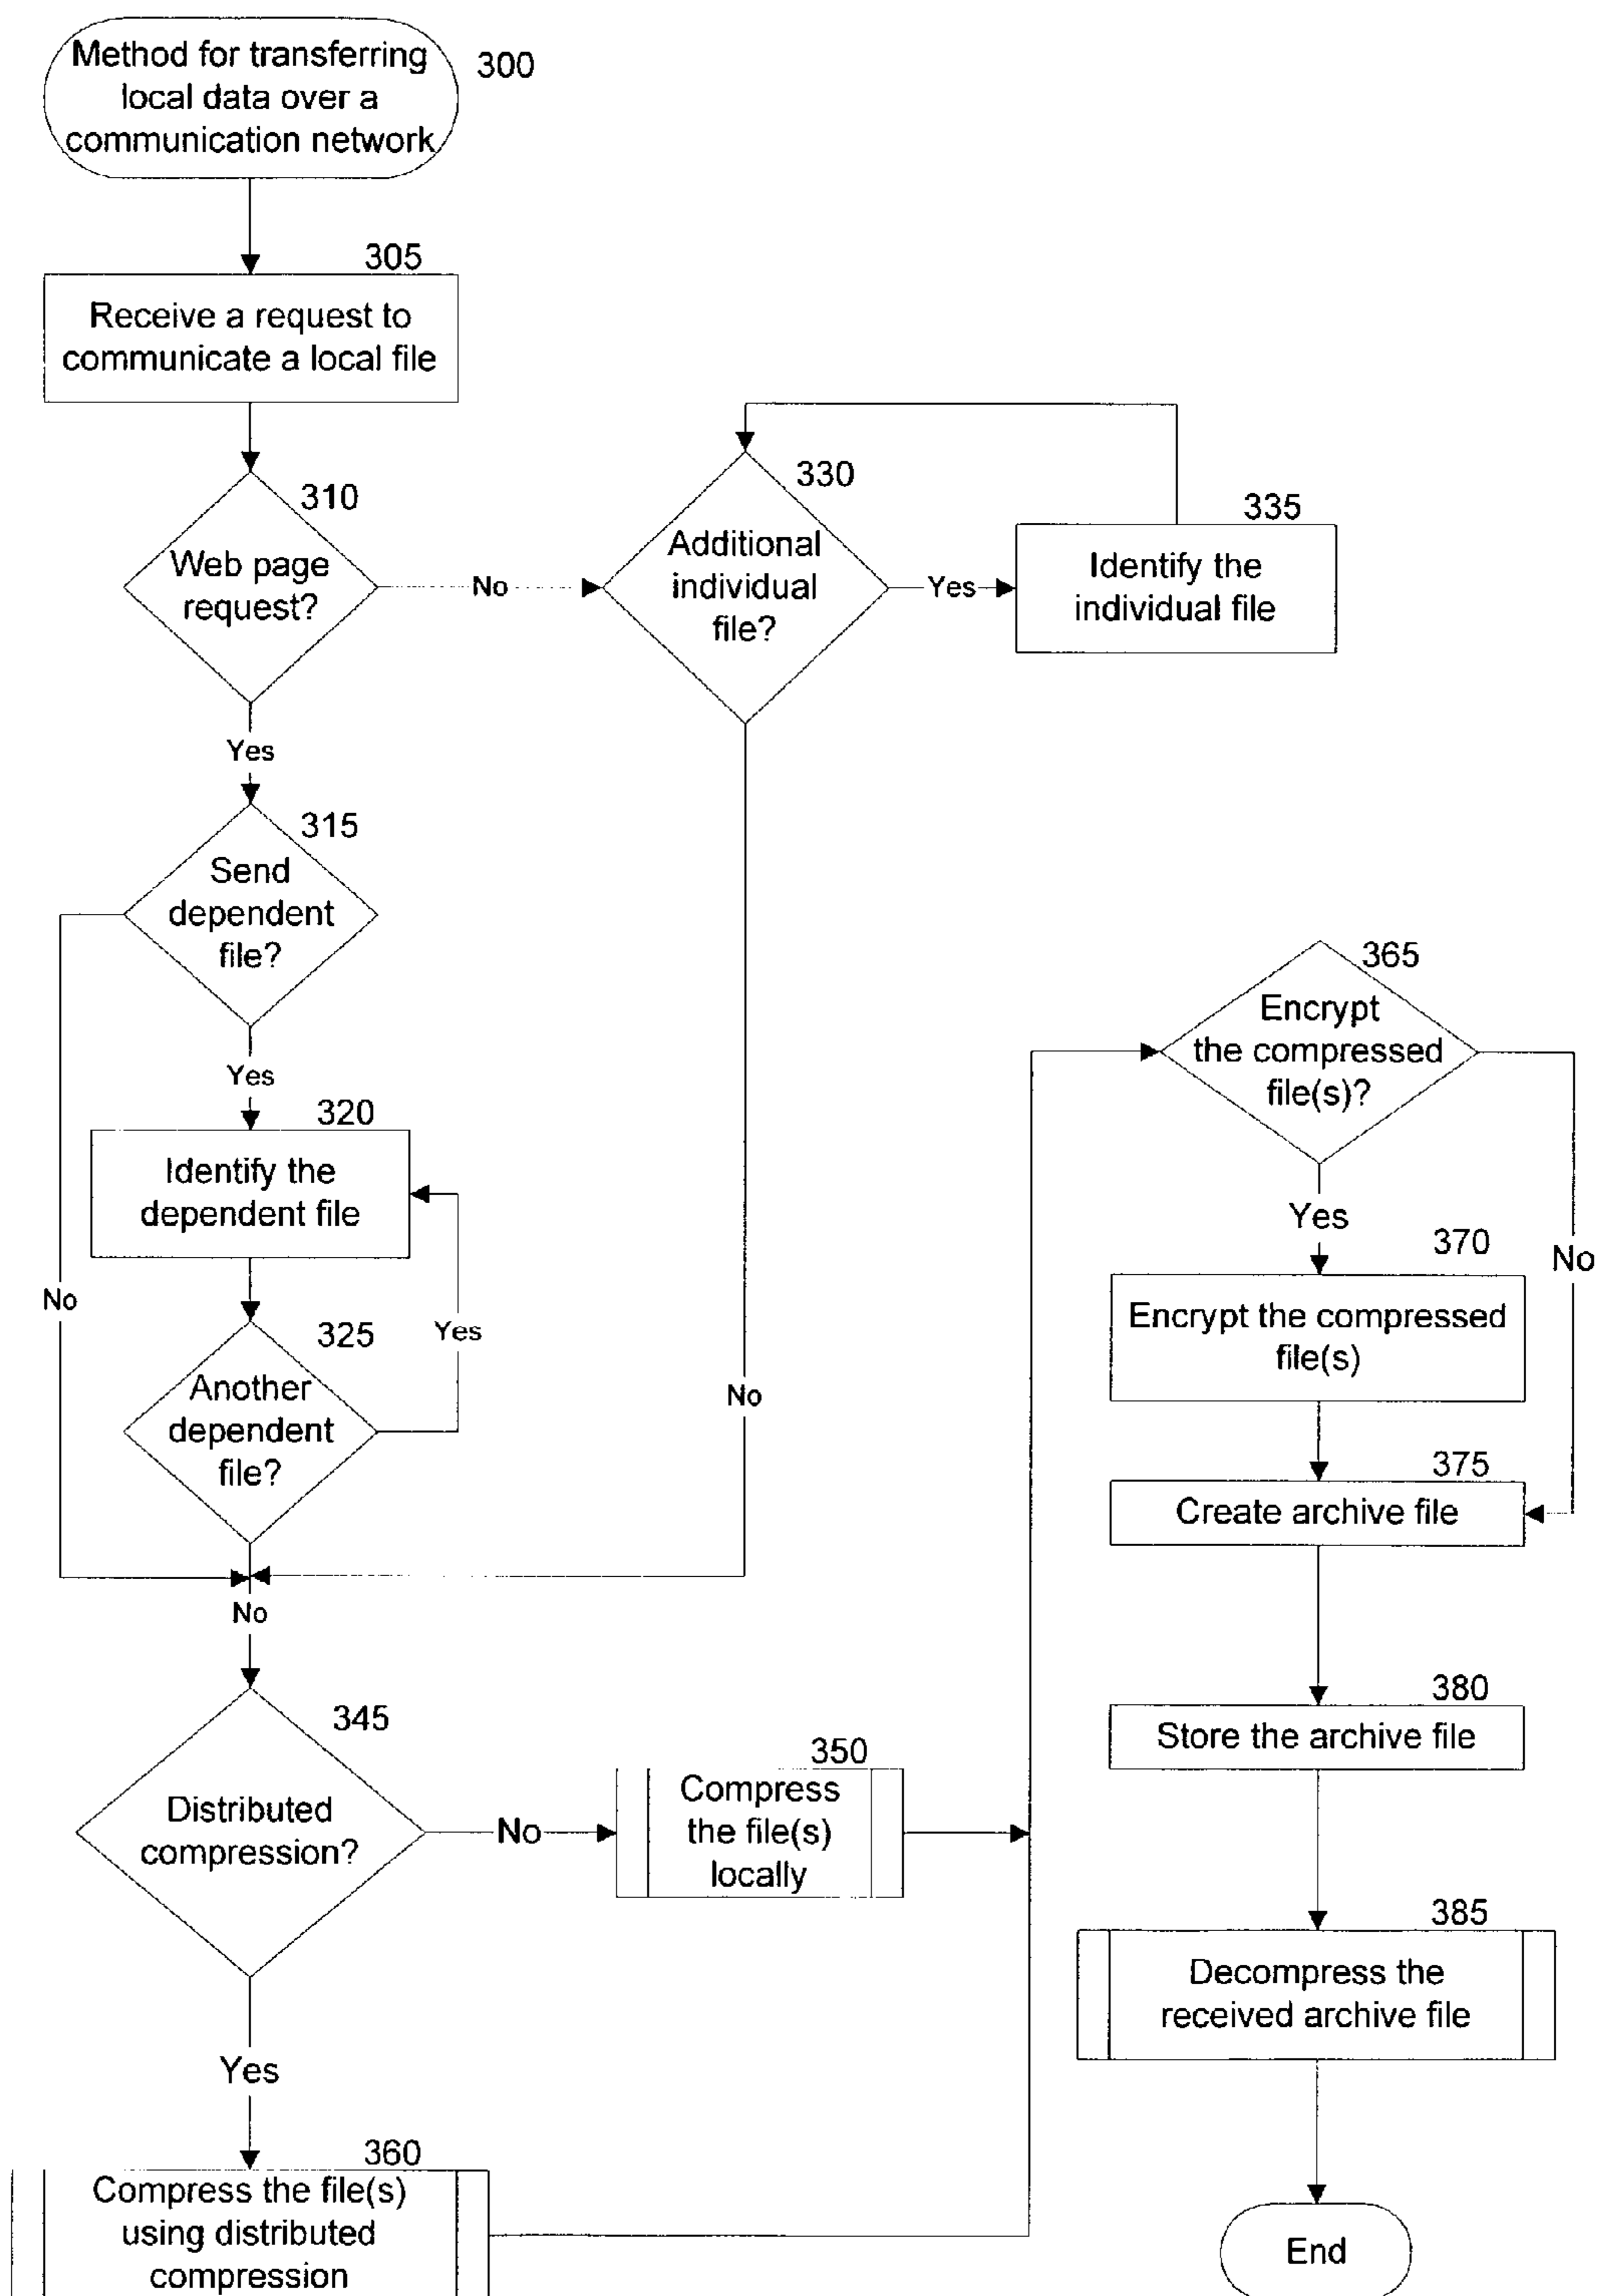 Method for transferring
local data over a
communication network
300
305
Receive a request to
communicate a local file
310
Web page
request?
No
330
Additional
individual
file?
Yes
335
Identify the
individual file
Yes
315
Send
dependent
file?
Yes
320
Identify the
dependent file
No
325
Another
dependent
file?
Yes
No
No
345
Distributed
compression?
No
350
Compress
the file(s)
locally
Yes
360
Compress the file(s)
using distributed
compression
365
Encrypt
the compressed
file(s)?
Yes
No
370
Encrypt the compressed
file(s)
375
Create archive file
380
Store the archive file
385
Decompress the
received archive file
End